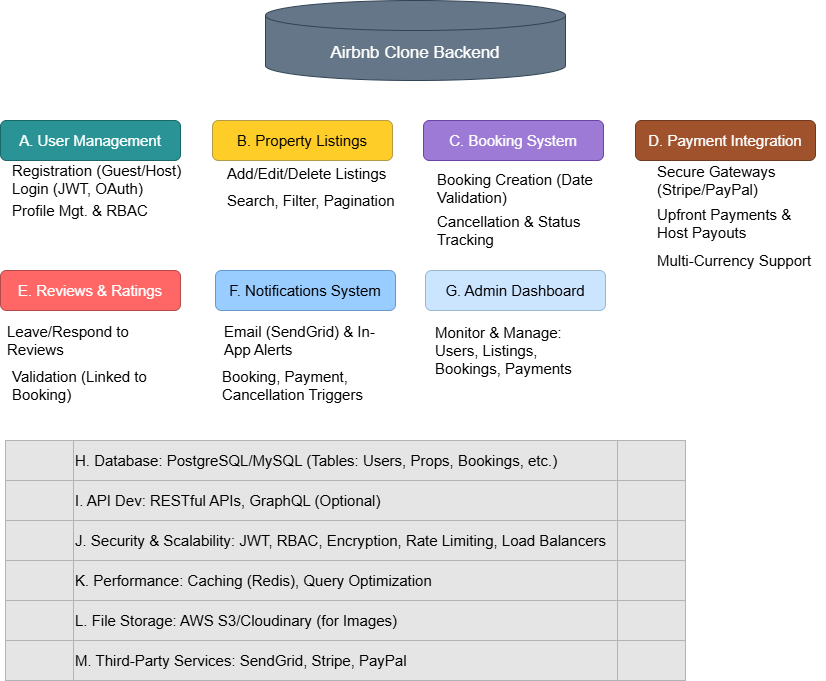 Airbnb Clone Backend
A. User Management
Registration (Guest/Host)
Login (JWT, OAuth)
Profile Mgt. & RBAC
B. Property Listings
Add/Edit/Delete Listings
Search, Filter, Pagination
C. Booking System
Booking Creation (Date
Validation)
Cancellation & Status
Tracking
D. Payment Integration
Secure Gateways
(Stripe/PayPal)
Upfront Payments &
Host Payouts
Multi-Currency Support
E. Reviews & Ratings
Leave/Respond to
Reviews
Validation (Linked to
Booking)
F. Notifications System
Email (SendGrid) & In-
App Alerts
Booking, Payment,
Cancellation Triggers
G. Admin Dashboard
Monitor & Manage:
Users, Listings,
Bookings, Payments
H. Database: PostgreSQL/MySQL (Tables: Users, Props, Bookings, etc.)
I. API Dev: RESTful APIs, GraphQL (Optional)
J. Security & Scalability: JWT, RBAC, Encryption, Rate Limiting, Load Balancers
K. Performance: Caching (Redis), Query Optimization
L. File Storage: AWS S3/Cloudinary (for Images)
M. Third-Party Services: SendGrid, Stripe, PayPal